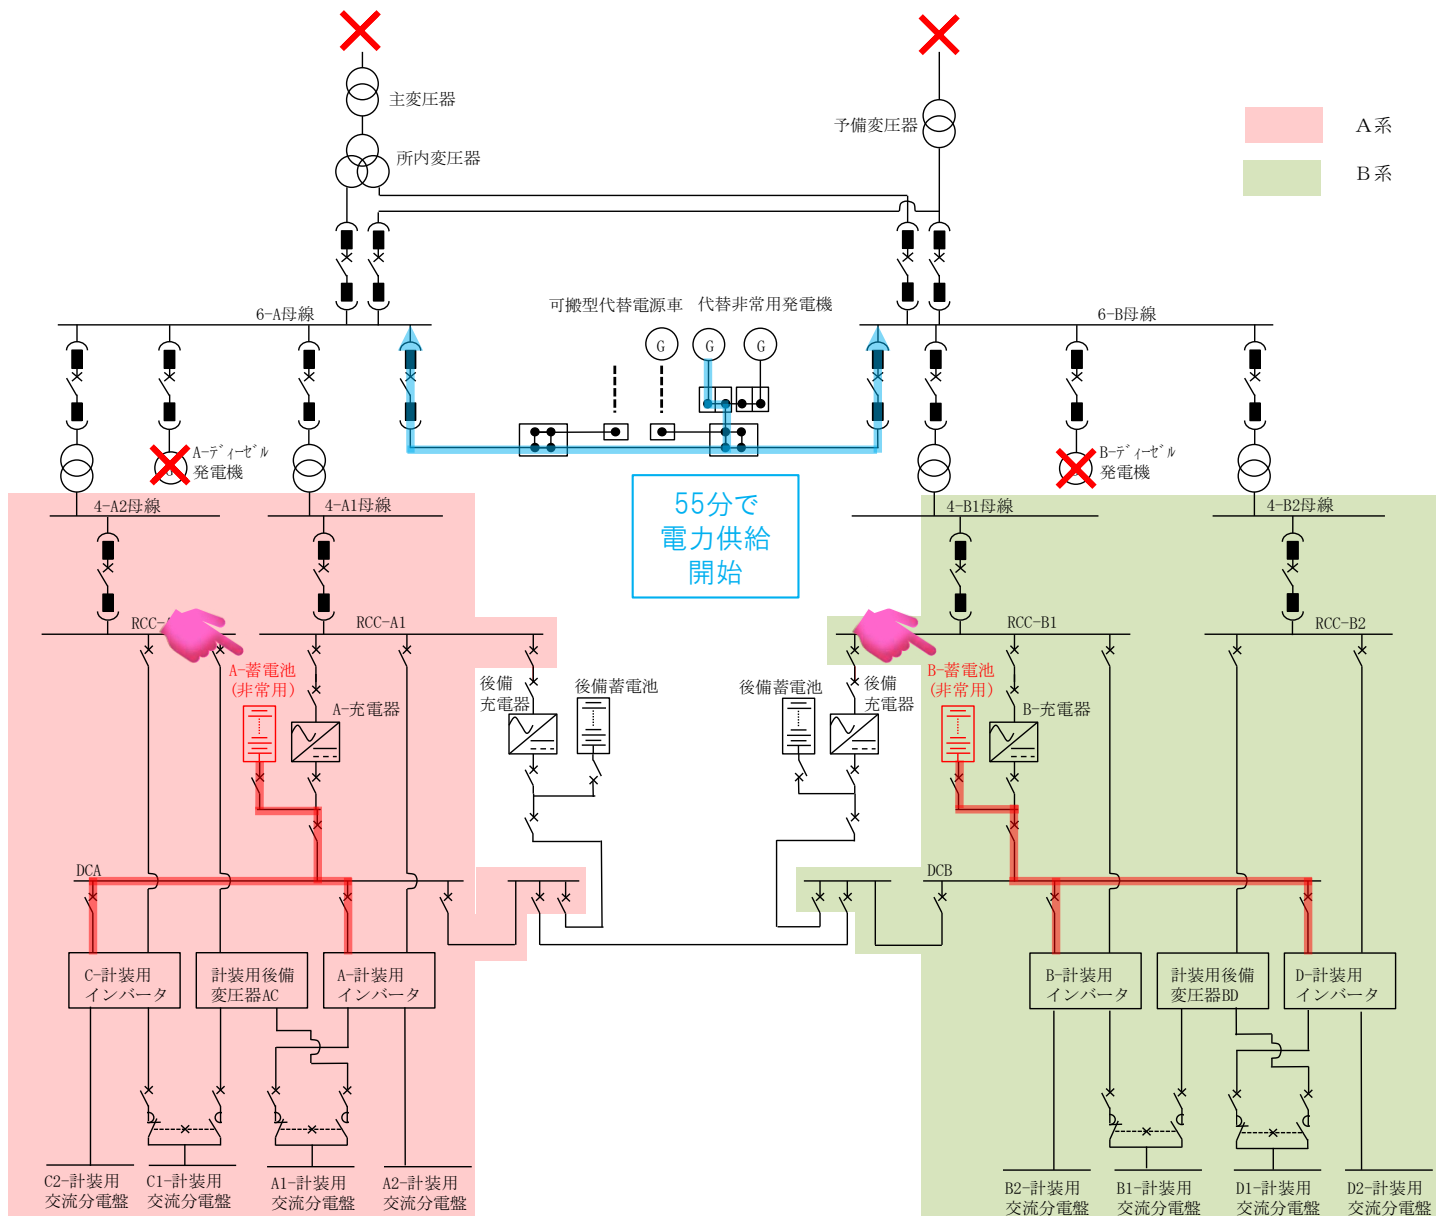 主変圧器
予備変圧器
A系
所内変圧器
B系
可搬型代替電源車
代替非常用発電機
6-A母線
6-B母線
G
G
G
A-ディーゼル
発電機
B-ディーゼル
発電機
55分で
電力供給
開始
4-A2母線
4-A1母線
4-B1母線
4-B2母線
RCC-A
RCC-A1
RCC-B1
RCC-B2
A-蓄電池
(非常用)
A-充電器
後備
充電器
後備蓄電池
後備蓄電池
後備
充電器
B-蓄電池
(非常用)
B-充電器
DCA
DCB
C-計装用
インバータ
計装用後備
変圧器AC
A-計装用
インバータ
B-計装用
インバータ
計装用後備
変圧器BD
D-計装用
インバータ
C2-計装用
交流分電盤
C1-計装用
交流分電盤
A1-計装用
交流分電盤
A2-計装用
交流分電盤
B2-計装用
交流分電盤
B1-計装用
交流分電盤
D1-計装用
交流分電盤
D2-計装用
交流分電盤